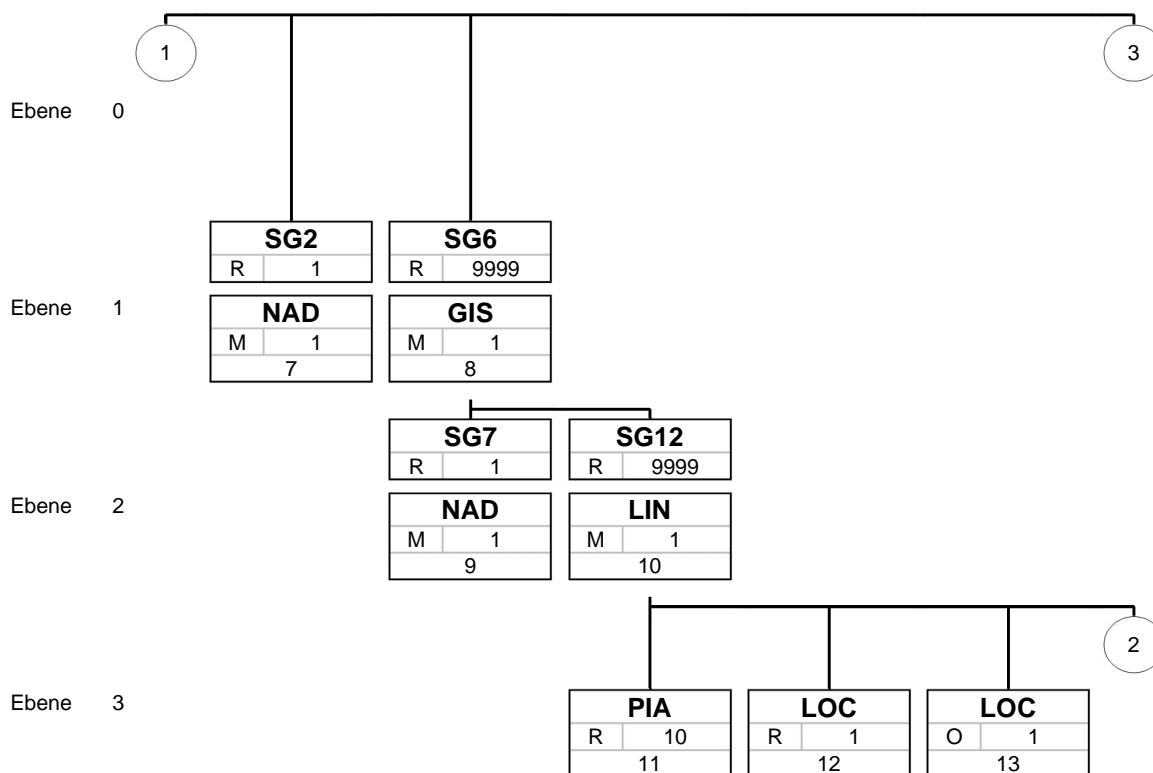 1 3
Ebene 0
SG2 SG6
R 1 R 9999
Ebene 1 NAD GIS
M 1 M 1
7 8
SG7 SG12
R 1 R 9999
Ebene 2 NAD LIN
M 1 M 1
9 10
2
Ebene 3 PIA LOC LOC
R 10 R 1 O 1
11 12 13